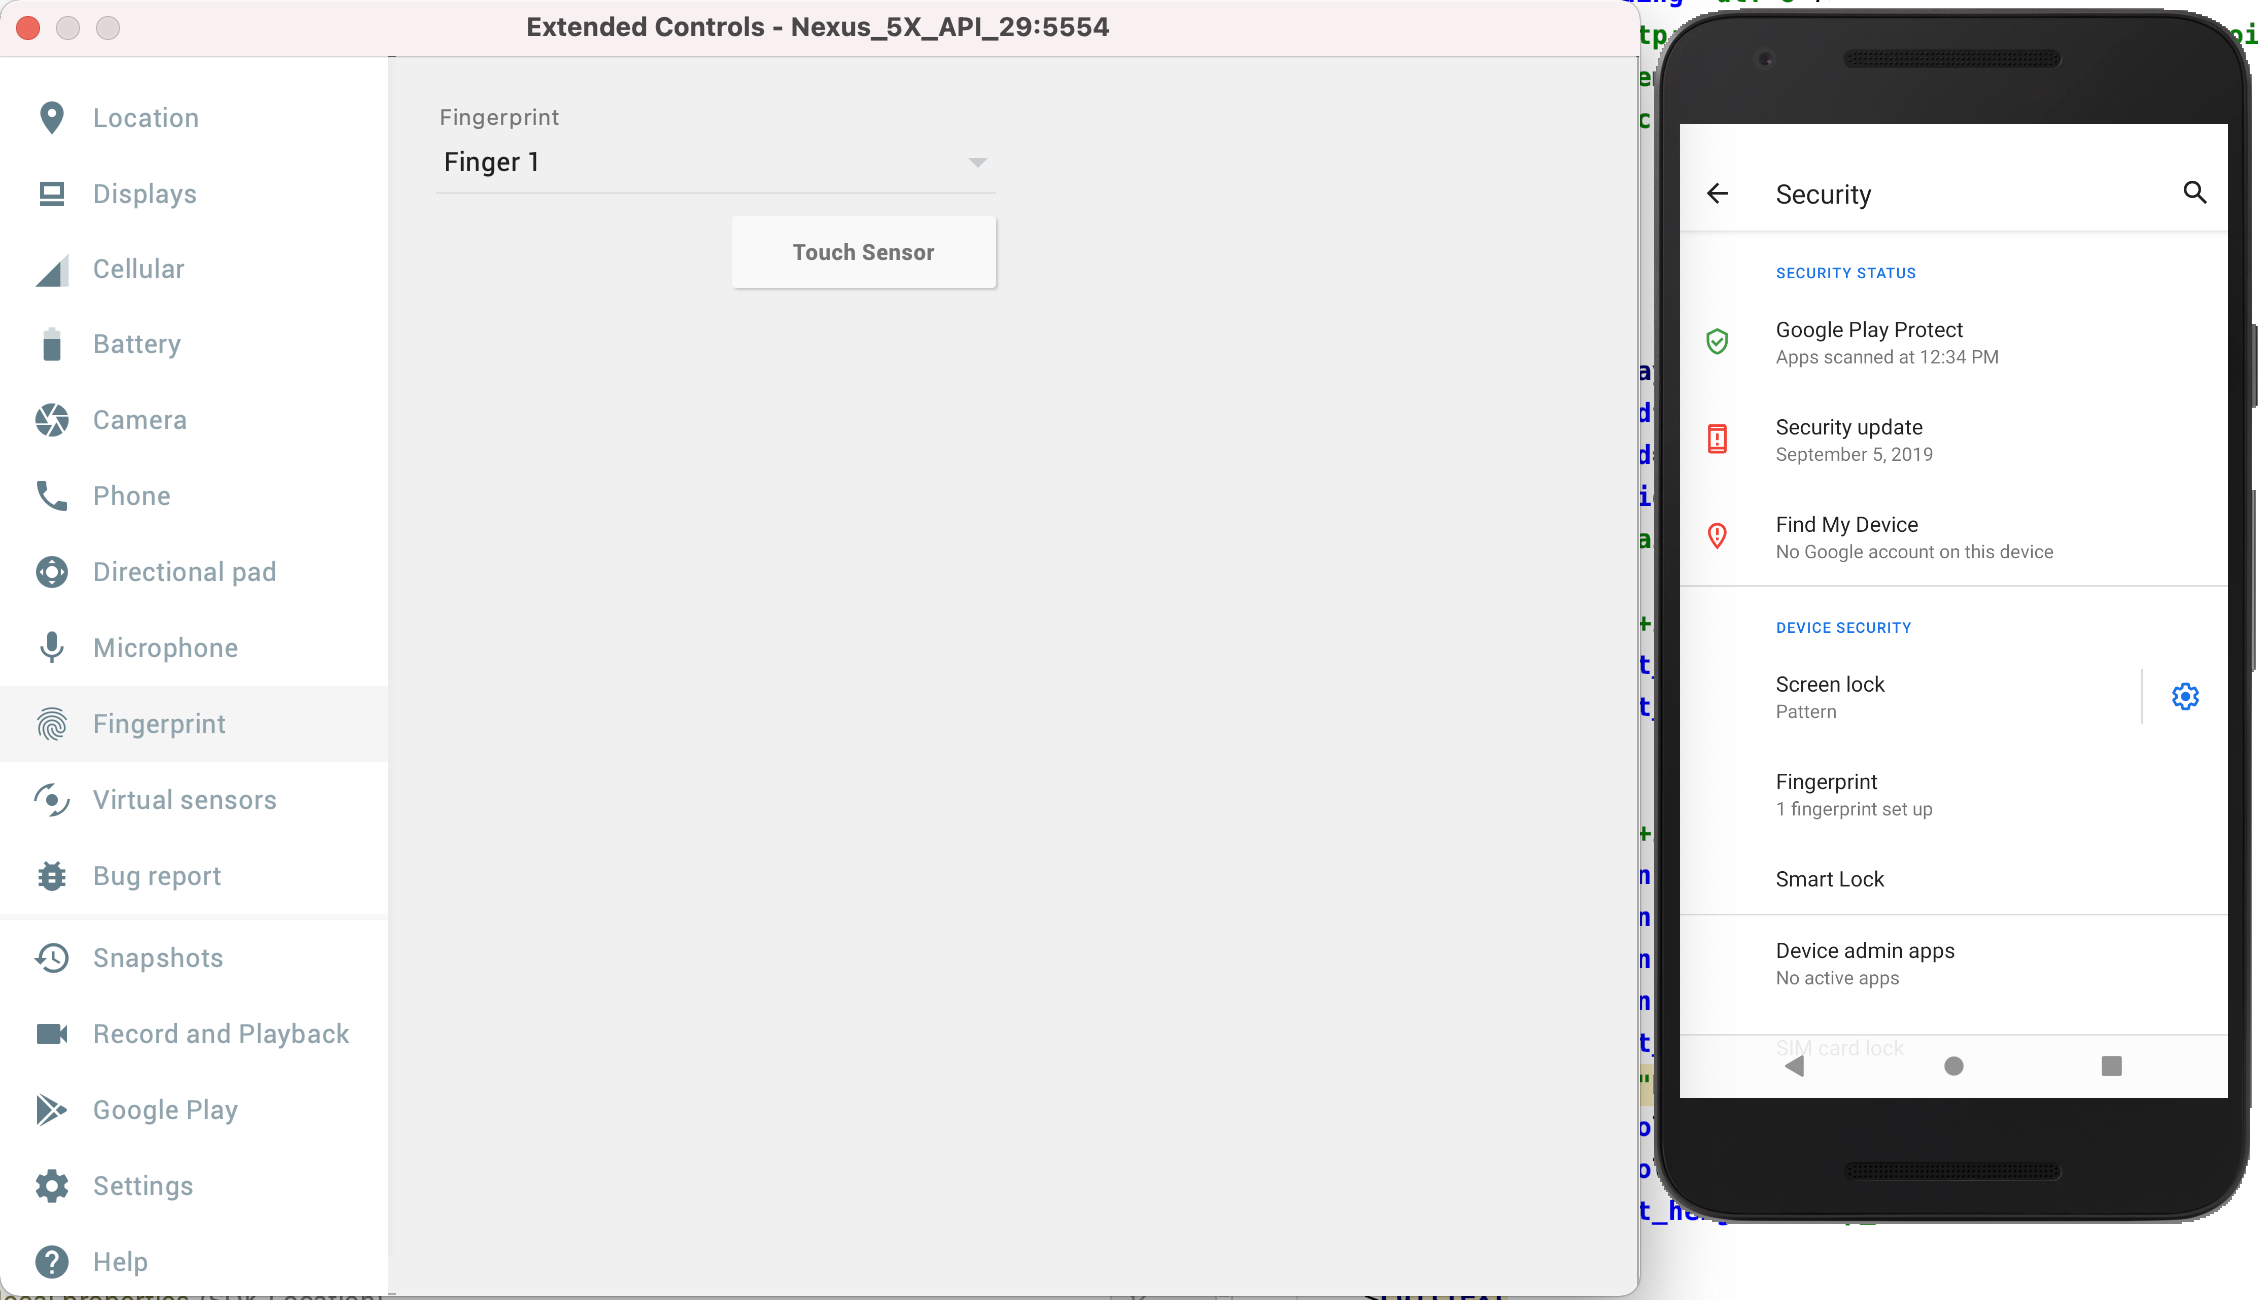 Extended Controls - Nexus_5X_API_29:5554
Location
Displays
Cellular
Battery
Camera
Phone
Directional pad
Microphone
Fingerprint
Virtual sensors
Bug report
Snapshots
Record and Playback
Google Play
Settings
Help
Fingerprint
Finger 1
Touch Sensor
Security
SECURITY STATUS
Google Play Protect
Apps scanned at 12:34 PM
Security update
September 5, 2019
Find My Device
No Google account on this device
DEVICE SECURITY
Screen lock
Pattern
Fingerprint
1 fingerprint set up
Smart Lock
Device admin apps
No active apps
SIM card lock